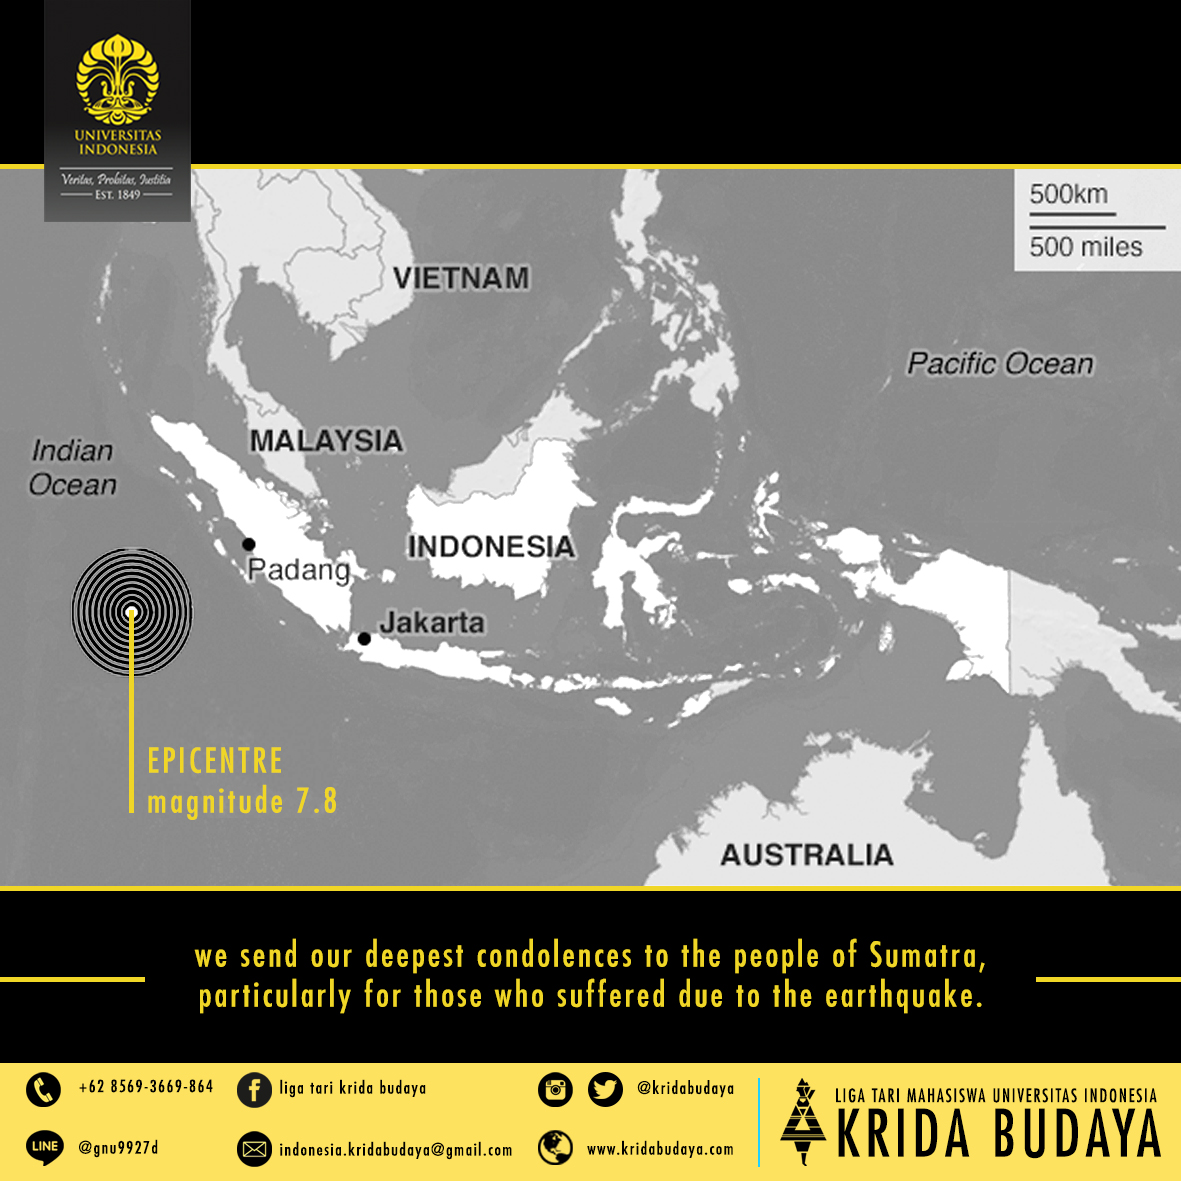 UNIVERSITAS
INDONESIA
Veritas, Probitas, Justitia
EST. 1849
500km
500 miles
VIETNAM
Pacific Ocean
MALAYSIA
Indian
Ocean
INDONESIA
Padang
Jakarta
EPICENTRE
magnitude 7.8
AUSTRALIA
we send our deepest condolences to the people of Sumatra,
particularly for those who suffered due to the earthquake.
+62 8569-3669-864
liga tari krida budaya
@kridabudaya
LINE
@gnu9927d
indonesia.kridabudaya@gmail.com
www.kridabudaya.com
LIGA TARI MAHASISWA UNIVERSITAS INDONESIA
KRIDA BUDAYA